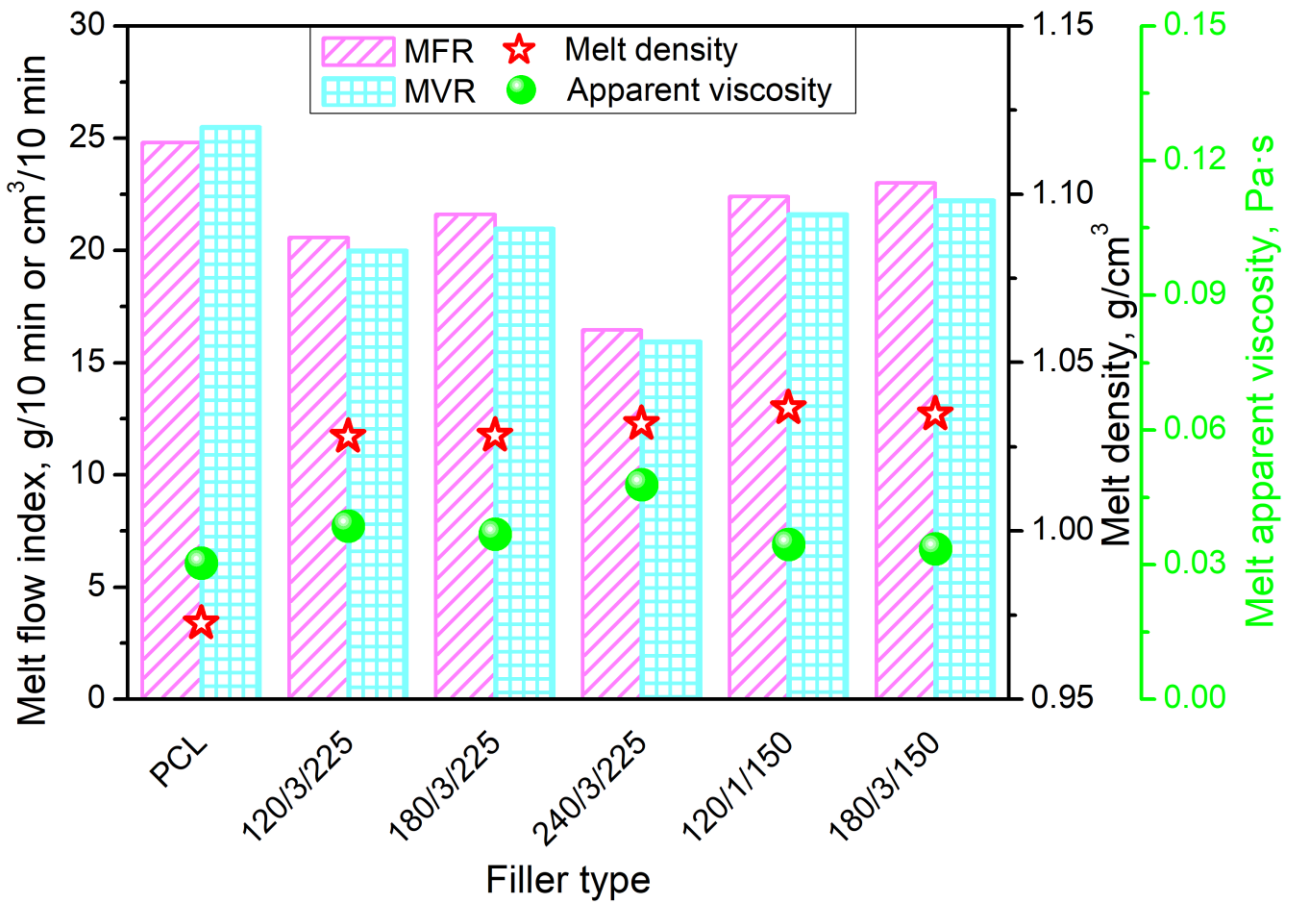 Melt flow index, g/10 min or cm³/10 min
30
25
20
15
10
5
0
MFR
Melt density
MVR
Apparent viscosity
1.15
1.10
1.05
1.00
0.95
Melt density, g/cm³
0.15
0.12
0.09
0.06
0.03
0.00
Melt apparent viscosity, Pa·s
PCL
120/3/225
180/3/225
240/3/225
120/1/150
180/3/150
Filler type